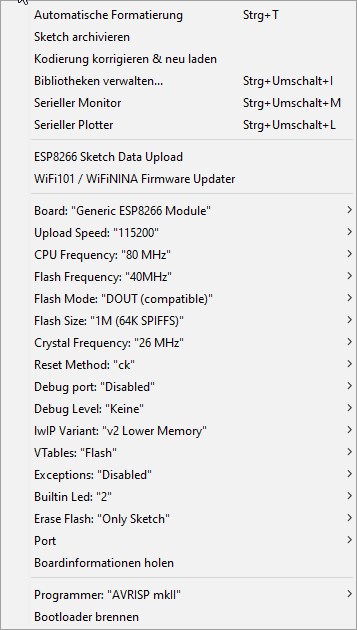 Automatische Formatierung Strg+T
Sketch archivieren
Kodierung korrigieren & neu laden
Bibliotheken verwalten... Strg+Umschalt+I
Serieller Monitor Strg+Umschalt+M
Serieller Plotter Strg+Umschalt+L
ESP8266 Sketch Data Upload
WiFi101 / WiFiNINA Firmware Updater
Board: "Generic ESP8266 Module"
Upload Speed: "115200"
CPU Frequency: "80 MHz"
Flash Frequency: "40MHz"
Flash Mode: "DOUT (compatible)"
Flash Size: "1M (64K SPIFFS)"
Crystal Frequency: "26 MHz"
Reset Method: "ck"
Debug port: "Disabled"
Debug Level: "Keine"
lwIP Variant: "v2 Lower Memory"
VTables: "Flash"
Exceptions: "Disabled"
Builtin Led: "2"
Erase Flash: "Only Sketch"
Port
Boardinformationen holen
Programmer: "AVRISP mkII"
Bootloader brennen